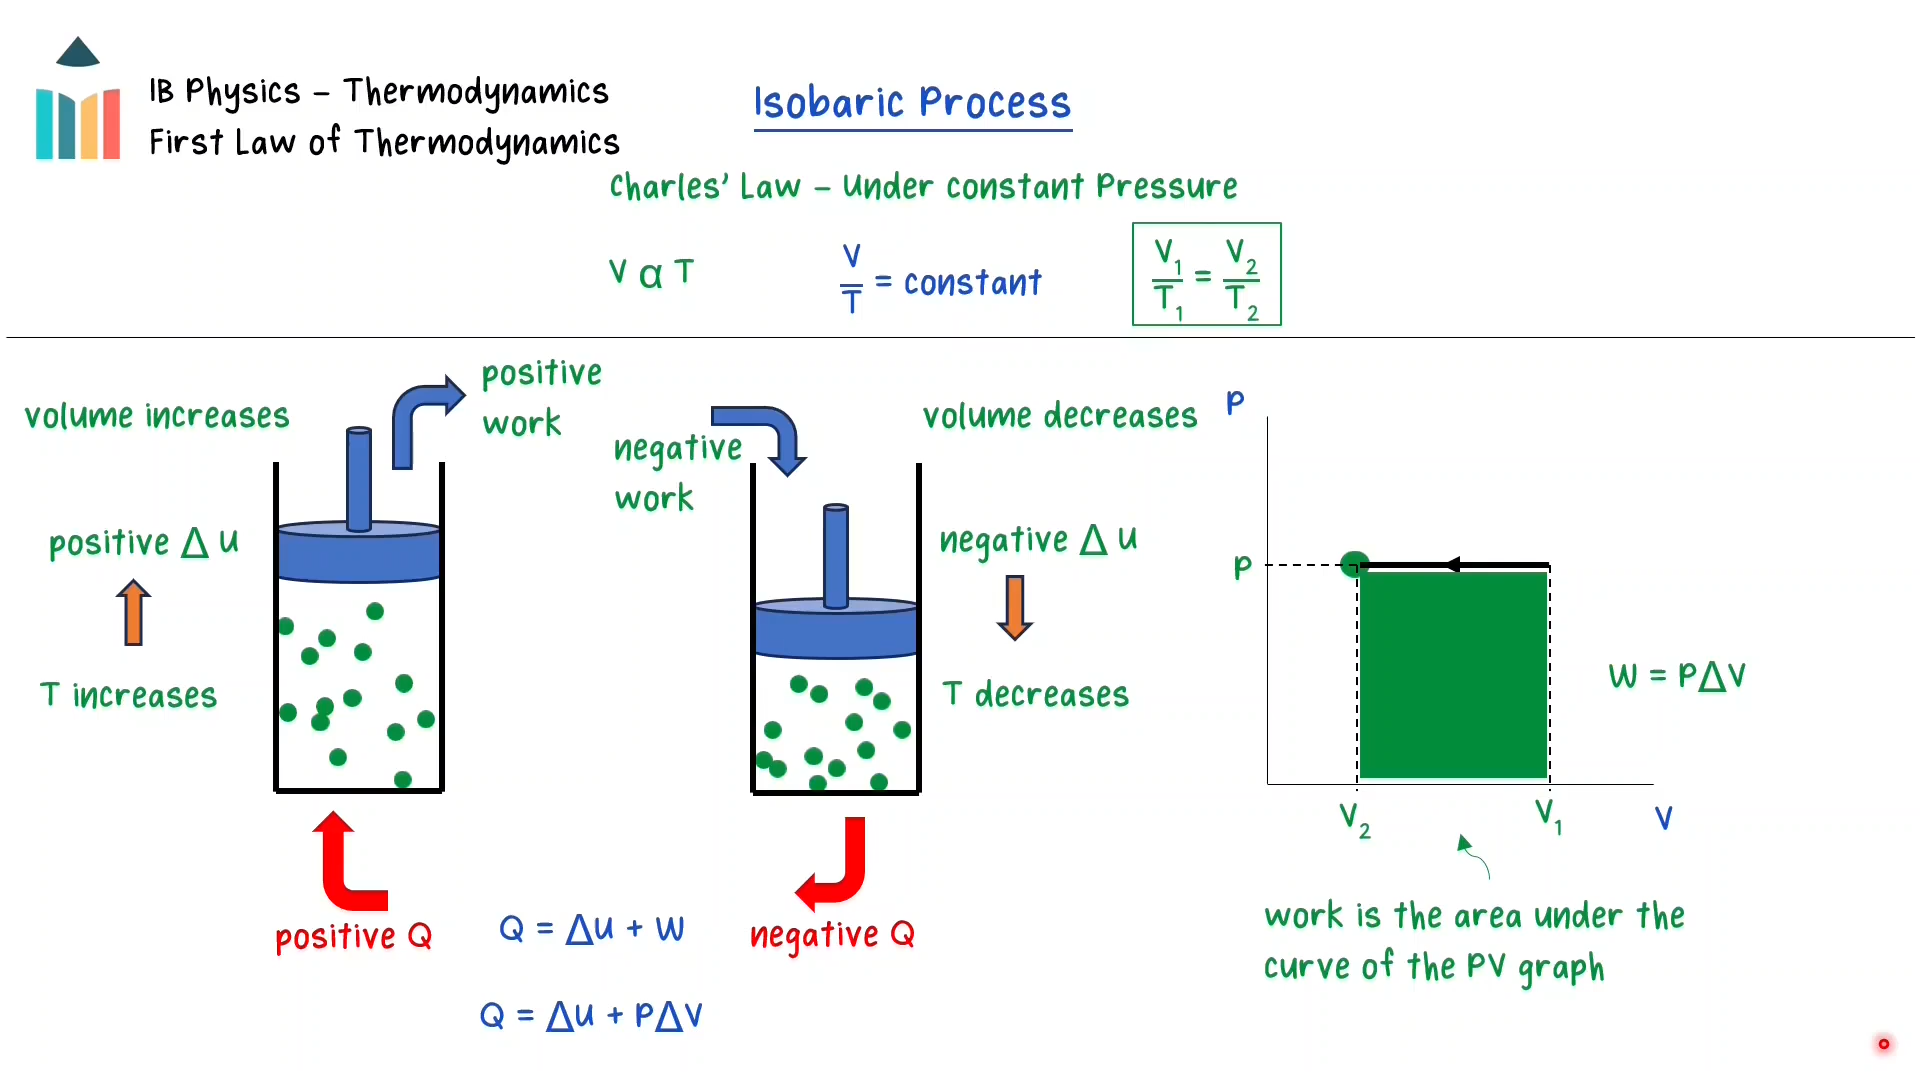 IB Physics – Thermodynamics
First Law of Thermodynamics
Isobaric Process
Charles' Law – Under constant Pressure
V α T
V/T = constant
V₁/T₁ = V₂/T₂
volume increases
positive
work
positive Δ U
T increases
positive Q
negative
work
volume decreases
negative Δ U
T decreases
negative Q
Q = ΔU + W
Q = ΔU + PΔV
P
P
V₂
V₁
V
W = PΔV
work is the area under the
curve of the PV graph